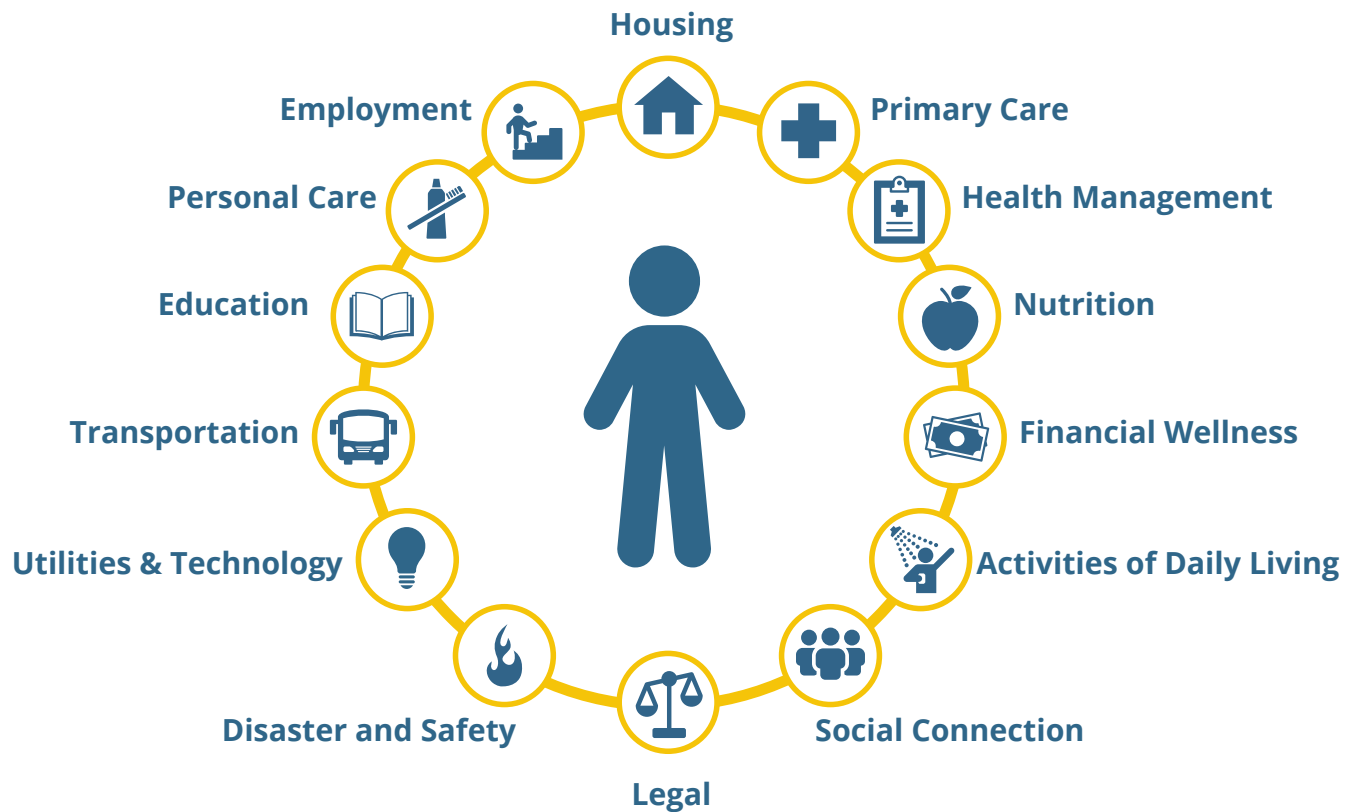 Housing
Employment
Primary Care
Personal Care
Health Management
Education
Nutrition
Transportation
Financial Wellness
Utilities & Technology
Activities of Daily Living
Disaster and Safety
Social Connection
Legal